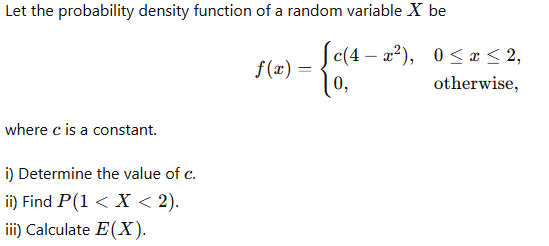 Let the probability density function of a random variable X be
f(x) = { c(4 − x²), 0 ≤ x ≤ 2,
0, otherwise,
where c is a constant.
i) Determine the value of c.
ii) Find P(1 < X < 2).
iii) Calculate E(X).